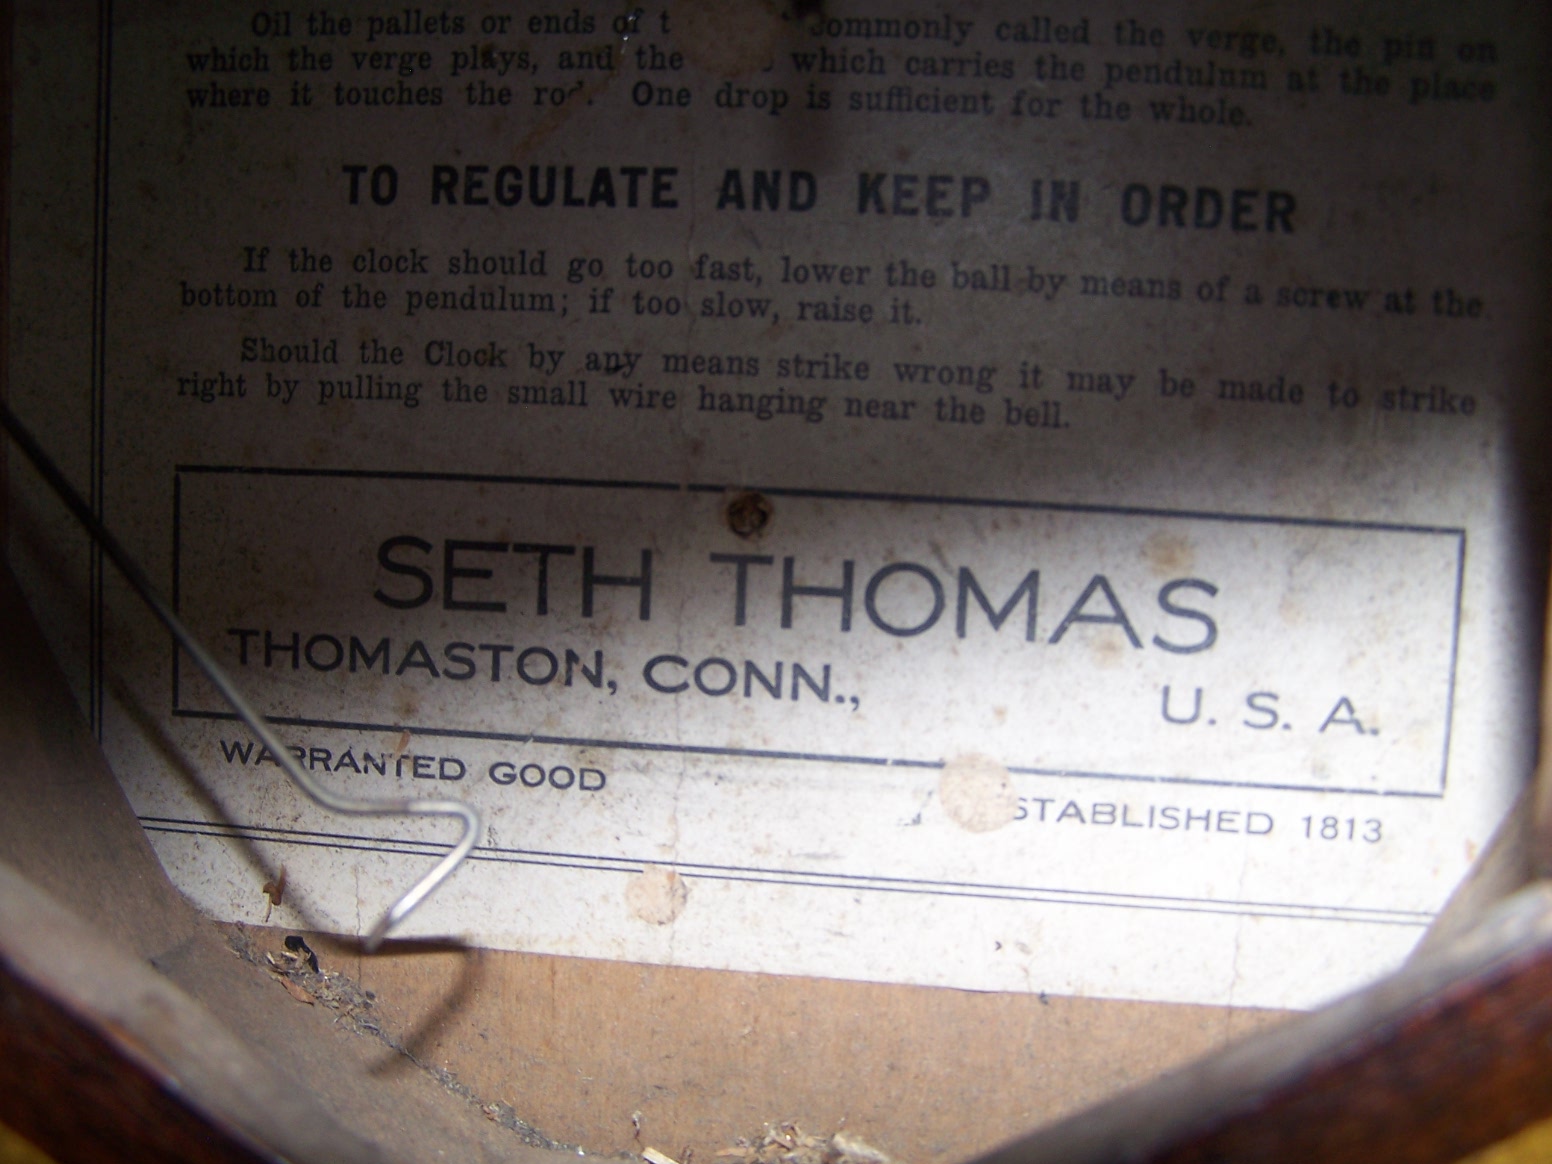 Oil the pallets or ends of t commonly called the verge, the pin on
which the verge plays, and the which carries the pendulum at the place
where it touches the rod. One drop is sufficient for the whole.
TO REGULATE AND KEEP IN ORDER
If the clock should go too fast, lower the ball by means of a screw at the
bottom of the pendulum; if too slow, raise it.
Should the Clock by any means strike wrong it may be made to strike
right by pulling the small wire hanging near the bell.
SETH THOMAS
THOMASTON, CONN., U. S. A.
WARRANTED GOOD
STABLISHED 1813